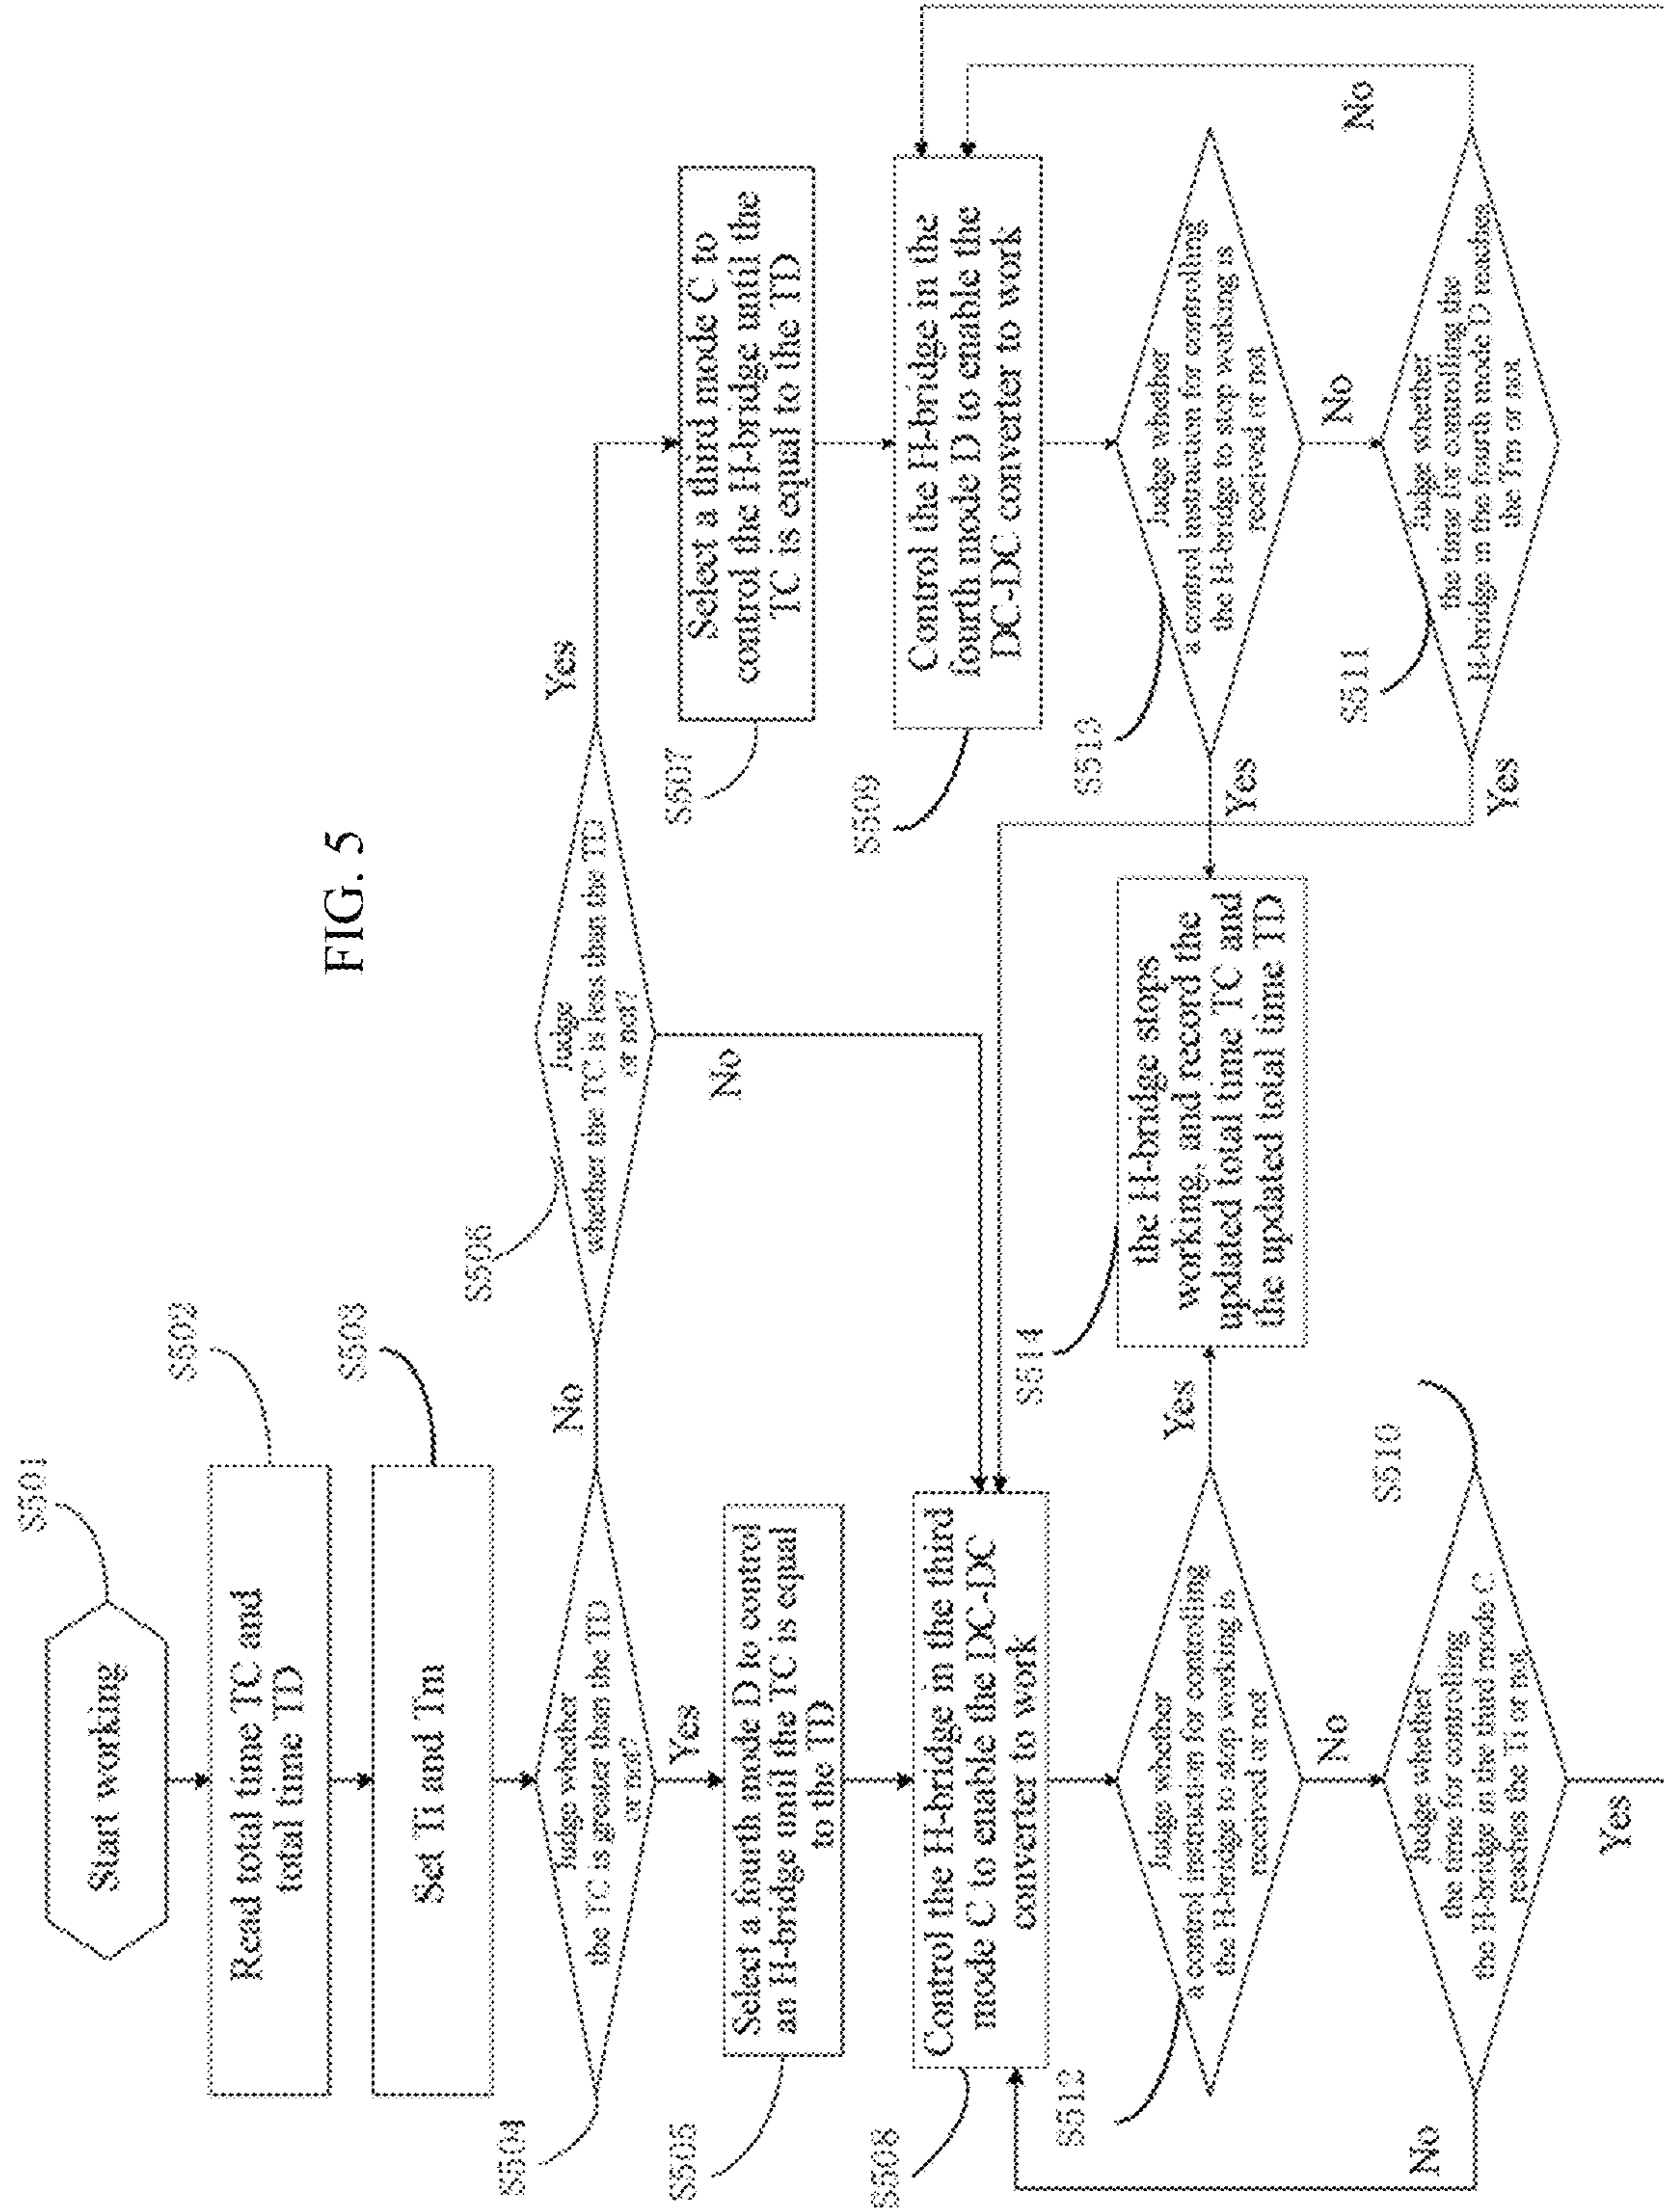 FIG. 5
S501
Start working
S502
Read total time TC and
total time TD
S503
Set Ti and Tm
S504
Judge whether
the TC is greater than the TD
or not?
No
Yes
S506
Judge
whether the TC is less than the TD
or not?
Yes
No
S505
Select a fourth mode D to control
an H-bridge until the TC is equal
to the TD
S507
Select a third mode C to
control the H-bridge until the
TC is equal to the TD
S508
Control the H-bridge in the third
mode C to enable the DC-DC
converter to work
S509
Control the H-bridge in the
fourth mode D to enable the
DC-DC converter to work
S512
Judge whether
a control instruction for controlling
the H-bridge to stop working is
received or not
Yes
No
S514
the H-bridge stops
working, and record the
updated total time TC and
the updated total time TD
Yes
Judge whether
a control instruction for controlling
the H-bridge to stop working is
received or not
No
S510
Judge whether
the time for controlling
the H-bridge in the third mode C
reaches the Ti or not
No
Yes
S511
Judge whether
the time for controlling the
H-bridge in the fourth mode D reaches
the Tm or not
Yes
No